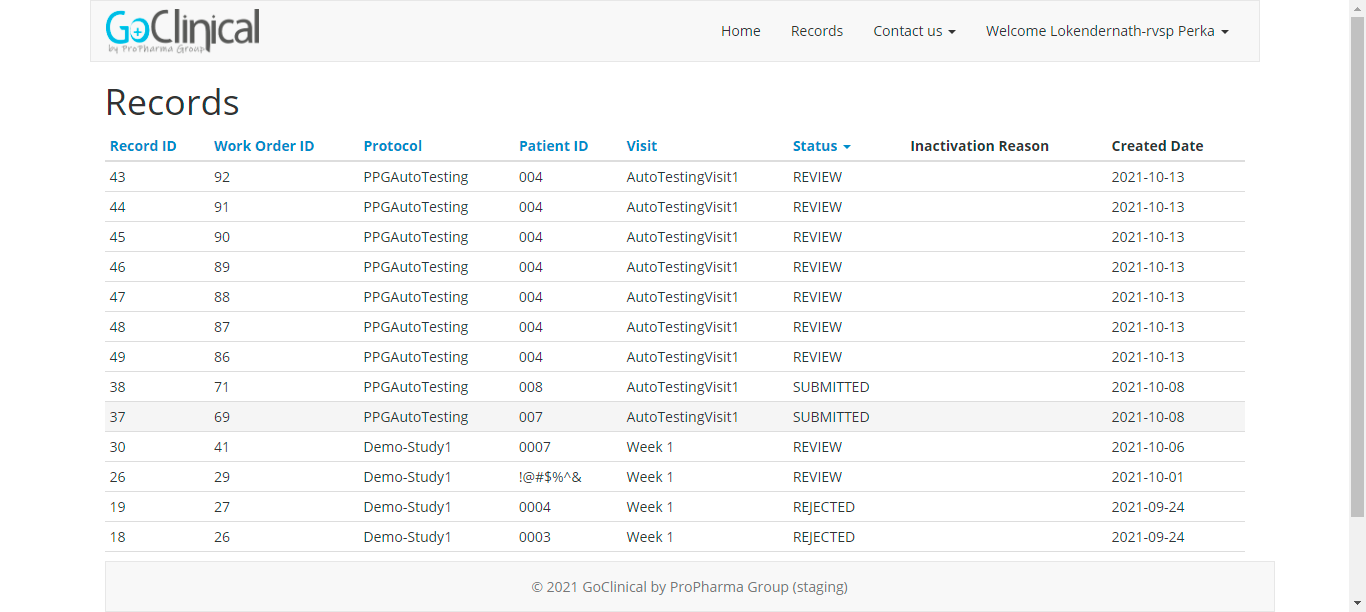 GoClinical
by ProPharma Group
Home Records Contact us Welcome Lokendernath-rvsp Perka
Records
Record ID Work Order ID Protocol Patient ID Visit Status Inactivation Reason Created Date
43 92 PPGAutoTesting 004 AutoTestingVisit1 REVIEW 2021-10-13
44 91 PPGAutoTesting 004 AutoTestingVisit1 REVIEW 2021-10-13
45 90 PPGAutoTesting 004 AutoTestingVisit1 REVIEW 2021-10-13
46 89 PPGAutoTesting 004 AutoTestingVisit1 REVIEW 2021-10-13
47 88 PPGAutoTesting 004 AutoTestingVisit1 REVIEW 2021-10-13
48 87 PPGAutoTesting 004 AutoTestingVisit1 REVIEW 2021-10-13
49 86 PPGAutoTesting 004 AutoTestingVisit1 REVIEW 2021-10-13
38 71 PPGAutoTesting 008 AutoTestingVisit1 SUBMITTED 2021-10-08
37 69 PPGAutoTesting 007 AutoTestingVisit1 SUBMITTED 2021-10-08
30 41 Demo-Study1 0007 Week 1 REVIEW 2021-10-06
26 29 Demo-Study1 !@#$%^& Week 1 REVIEW 2021-10-01
19 27 Demo-Study1 0004 Week 1 REJECTED 2021-09-24
18 26 Demo-Study1 0003 Week 1 REJECTED 2021-09-24
© 2021 GoClinical by ProPharma Group (staging)